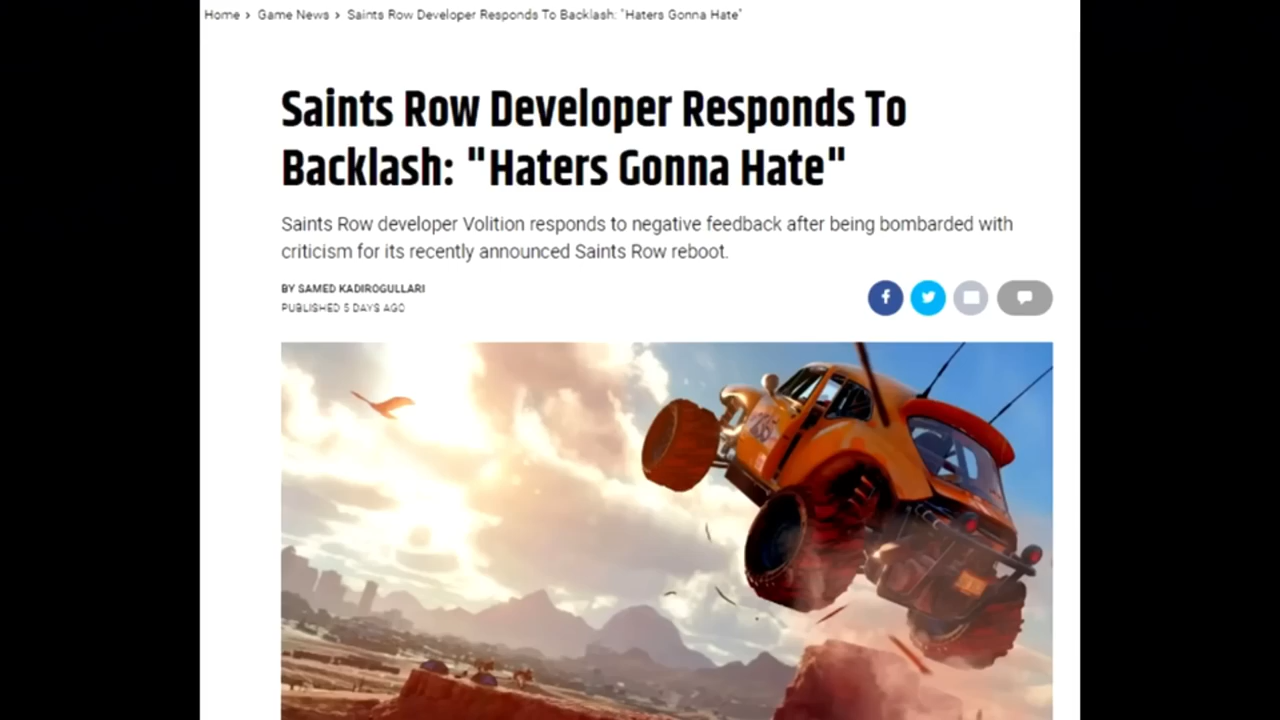 Home › Game News › Saints Row Developer Responds To Backlash: "Haters Gonna Hate"
Saints Row Developer Responds To
Backlash: "Haters Gonna Hate"
Saints Row developer Volition responds to negative feedback after being bombarded with
criticism for its recently announced Saints Row reboot.
BY SAMED KADIROGULLARI
PUBLISHED 5 DAYS AGO